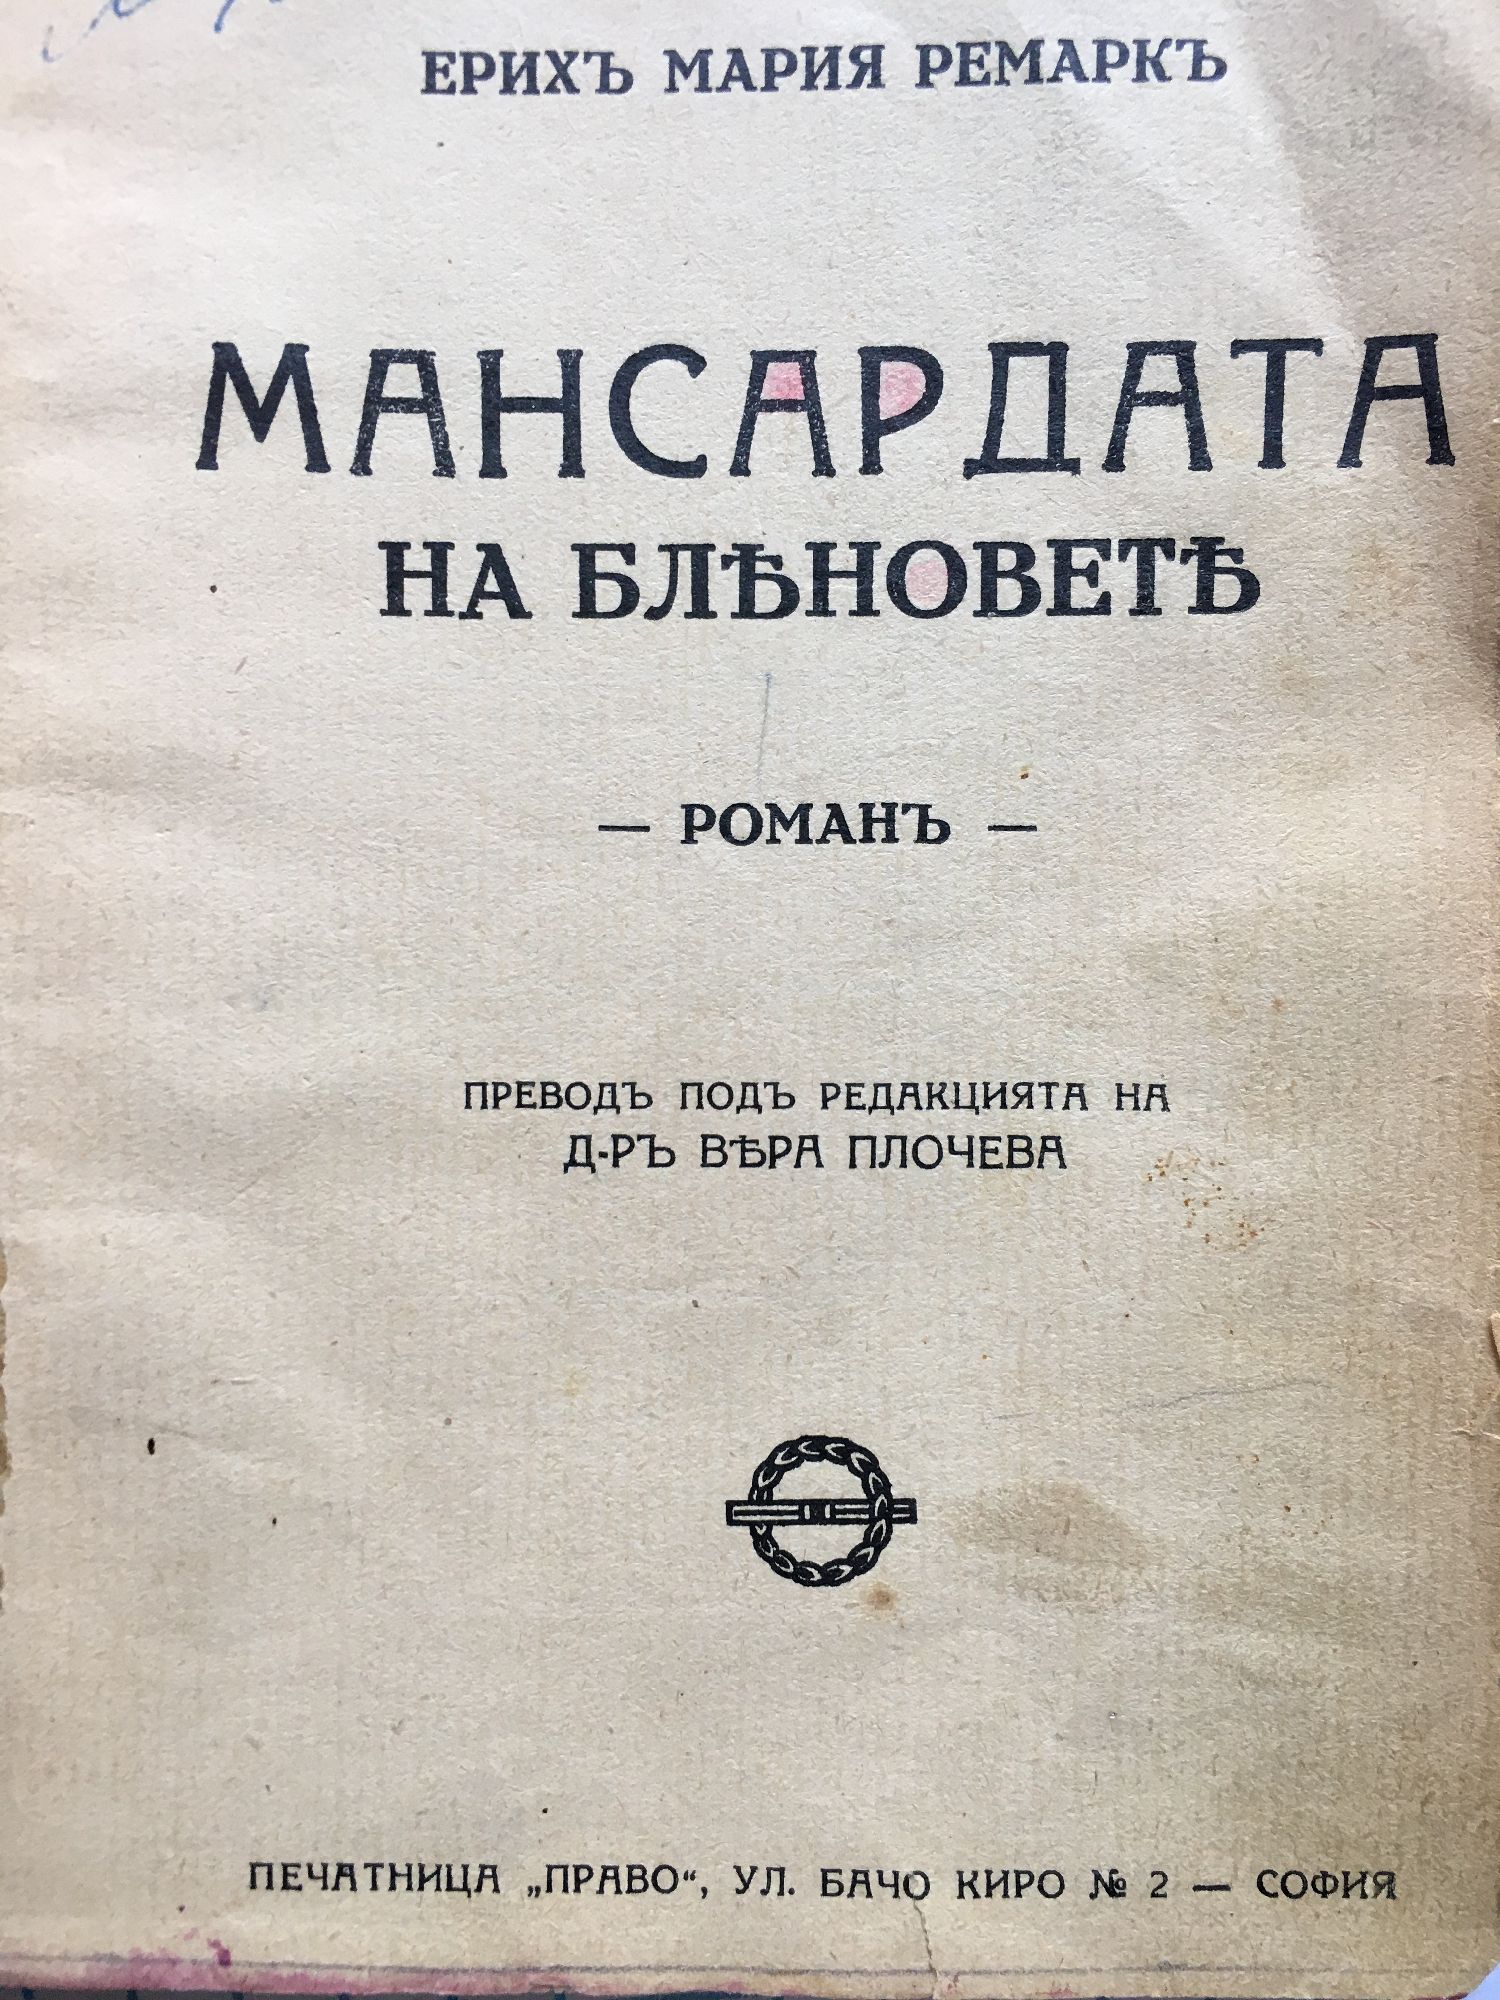 ЕРИХЪ МАРИЯ РЕМАРКЪ
МАНСАРДАТА
НА БЛѢНОВЕТѢ
— РОМАНЪ —
ПРЕВОДЪ ПОДЪ РЕДАКЦИЯТА НА
Д-РЪ ВѢРА ПЛОЧЕВА
ПЕЧАТНИЦА „ПРАВО“, УЛ. БАЧО КИРО № 2 — СОФИЯ